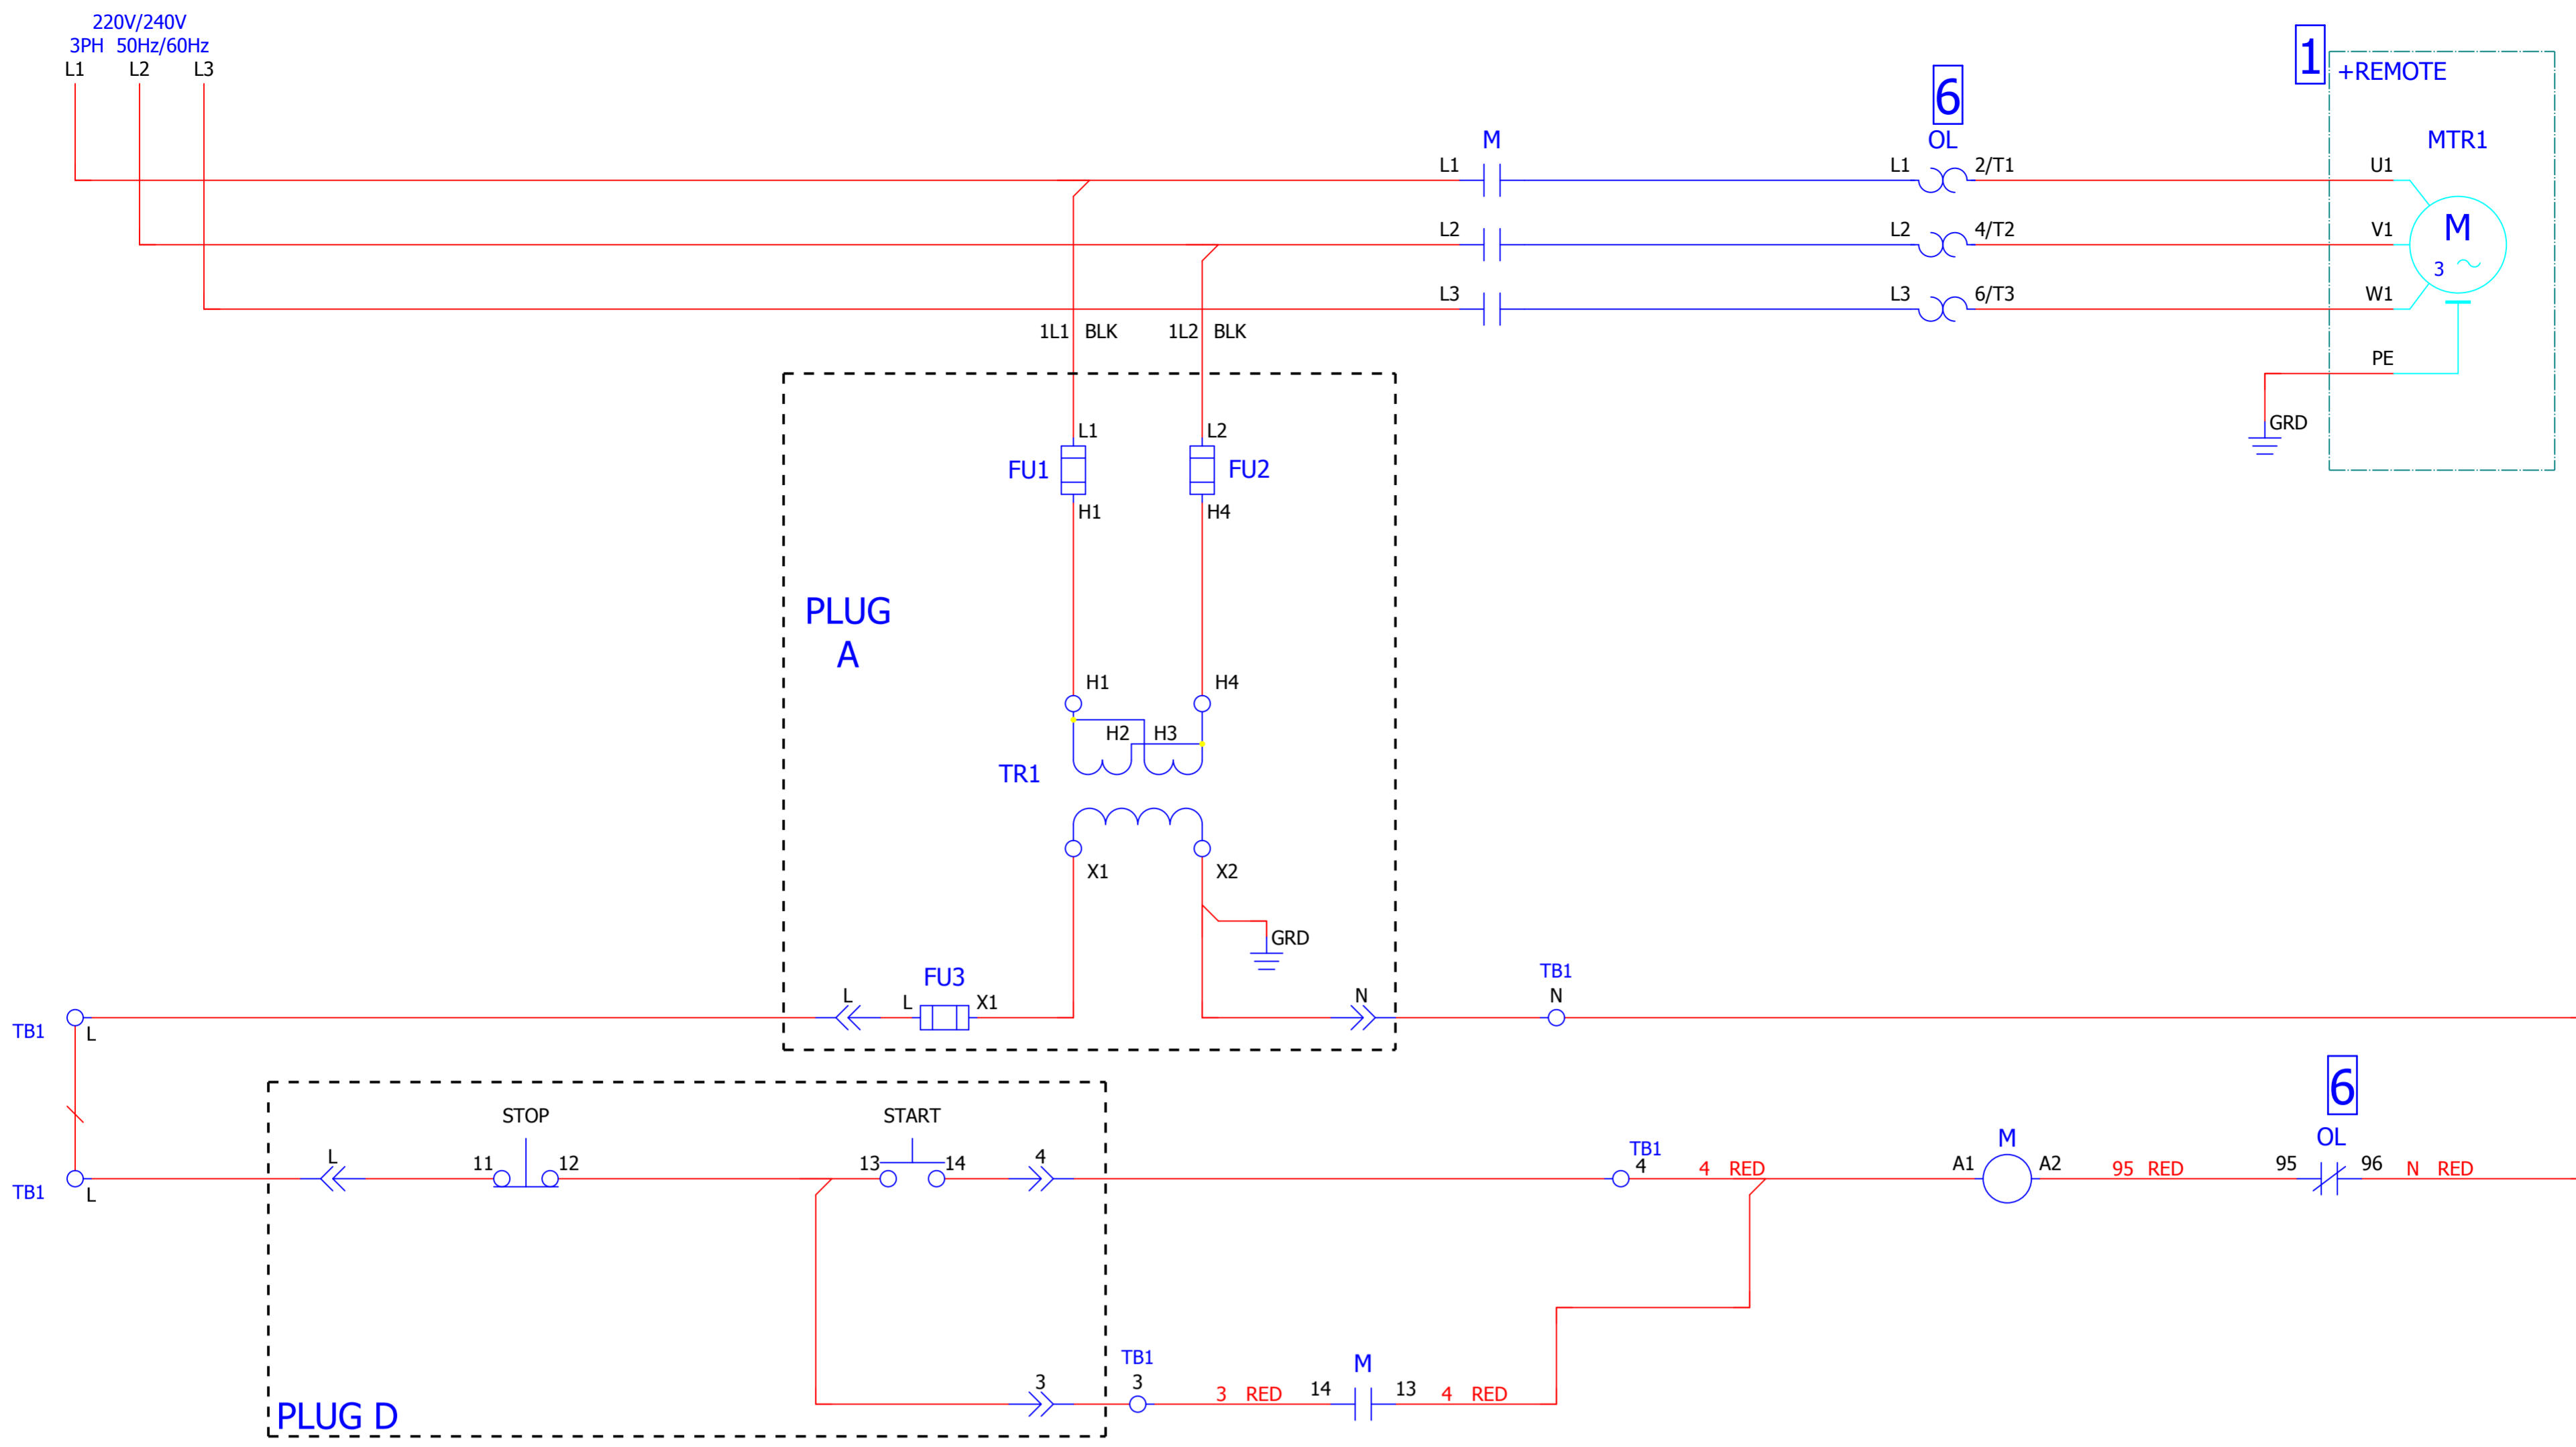 220V/240V
3PH 50Hz/60Hz
L1 L2 L3
1
+REMOTE
6
M
OL
MTR1
L1
L1 2/T1
U1
L2
L2 4/T2
V1
M
3
L3
L3 6/T3
W1
1L1 BLK
1L2 BLK
PE
GRD
L1
L2
FU1
FU2
H1
H4
PLUG
A
H1
H4
H2 H3
TR1
X1
X2
GRD
FU3
L
L
X1
N
TB1
N
TB1
L
6
STOP
START
TB1
M
OL
L
11
12
13
14
4
4
4 RED
A1
A2
95 RED
95
96
N RED
TB1
L
TB1
M
3
3
3 RED
14
13
4 RED
PLUG D